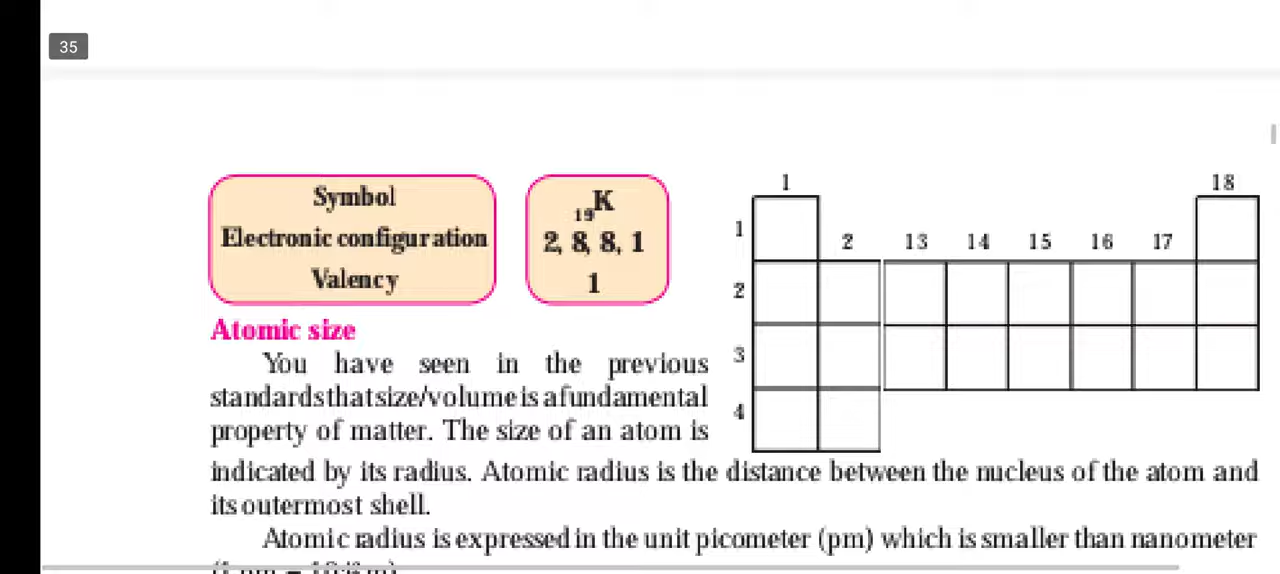 35
Symbol
Electronic configuration
Valency
19K
2, 8, 8, 1
1
1
18
1
2
13
14
15
16
17
2
3
4
Atomic size
You have seen in the previous
standards that size/volume is a fundamental
property of matter. The size of an atom is
indicated by its radius. Atomic radius is the distance between the nucleus of the atom and
its outermost shell.
Atomic radius is expressed in the unit picometer (pm) which is smaller than nanometer